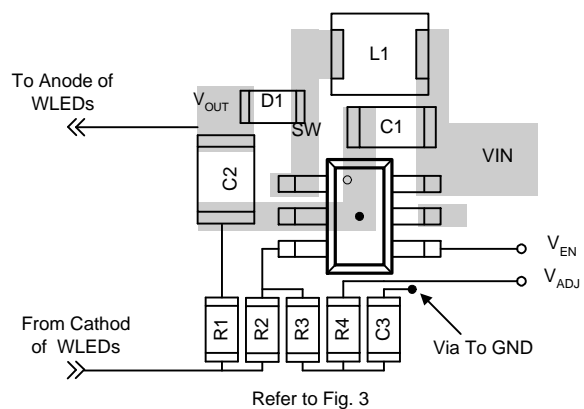 L1
To Anode of
WLEDs
VOUT
D1
SW
C1
VIN
C2
VEN
VADJ
R1
R2
R3
R4
C3
From Cathod
of WLEDs
Via To GND
Refer to Fig. 3